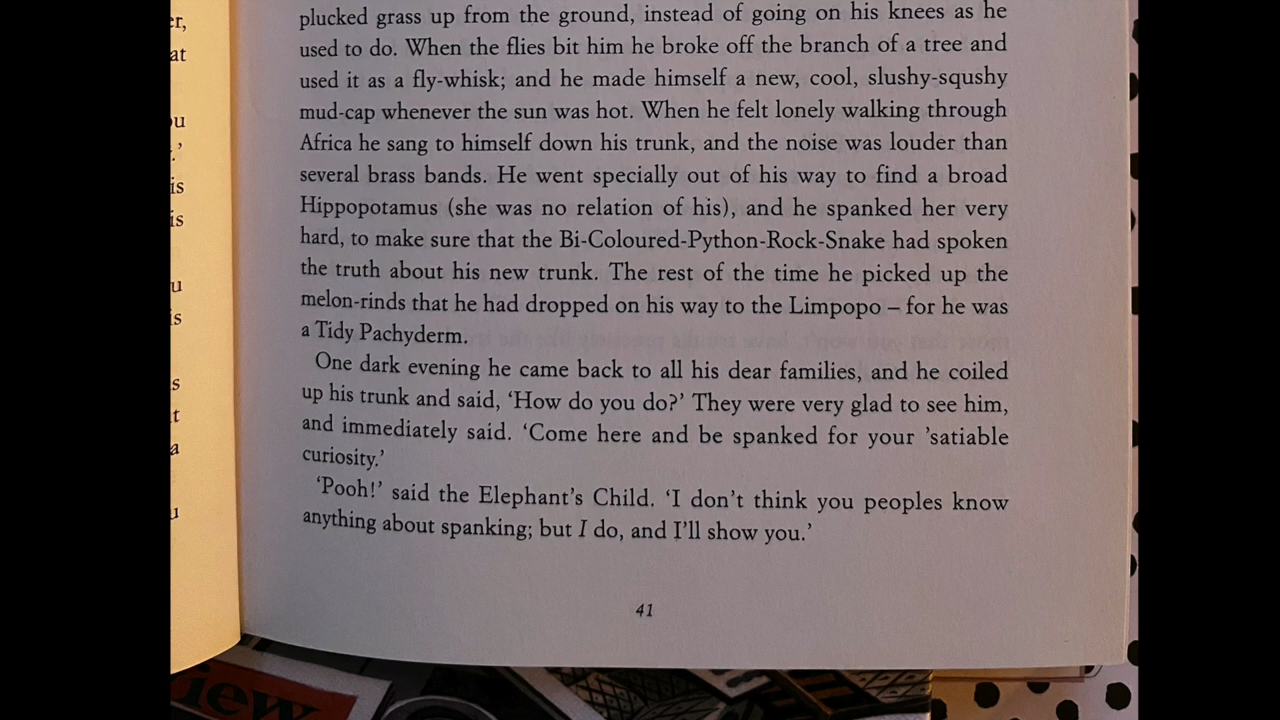 plucked grass up from the ground, instead of going on his knees as he
used to do. When the flies bit him he broke off the branch of a tree and
used it as a fly-whisk; and he made himself a new, cool, slushy-squshy
mud-cap whenever the sun was hot. When he felt lonely walking through
Africa he sang to himself down his trunk, and the noise was louder than
several brass bands. He went specially out of his way to find a broad
Hippopotamus (she was no relation of his), and he spanked her very
hard, to make sure that the Bi-Coloured-Python-Rock-Snake had spoken
the truth about his new trunk. The rest of the time he picked up the
melon-rinds that he had dropped on his way to the Limpopo – for he was
a Tidy Pachyderm.
One dark evening he came back to all his dear families, and he coiled
up his trunk and said, ‘How do you do?’ They were very glad to see him,
and immediately said. ‘Come here and be spanked for your ’satiable
curiosity.’
‘Pooh!’ said the Elephant’s Child. ‘I don’t think you peoples know
anything about spanking; but I do, and I’ll show you.’
41